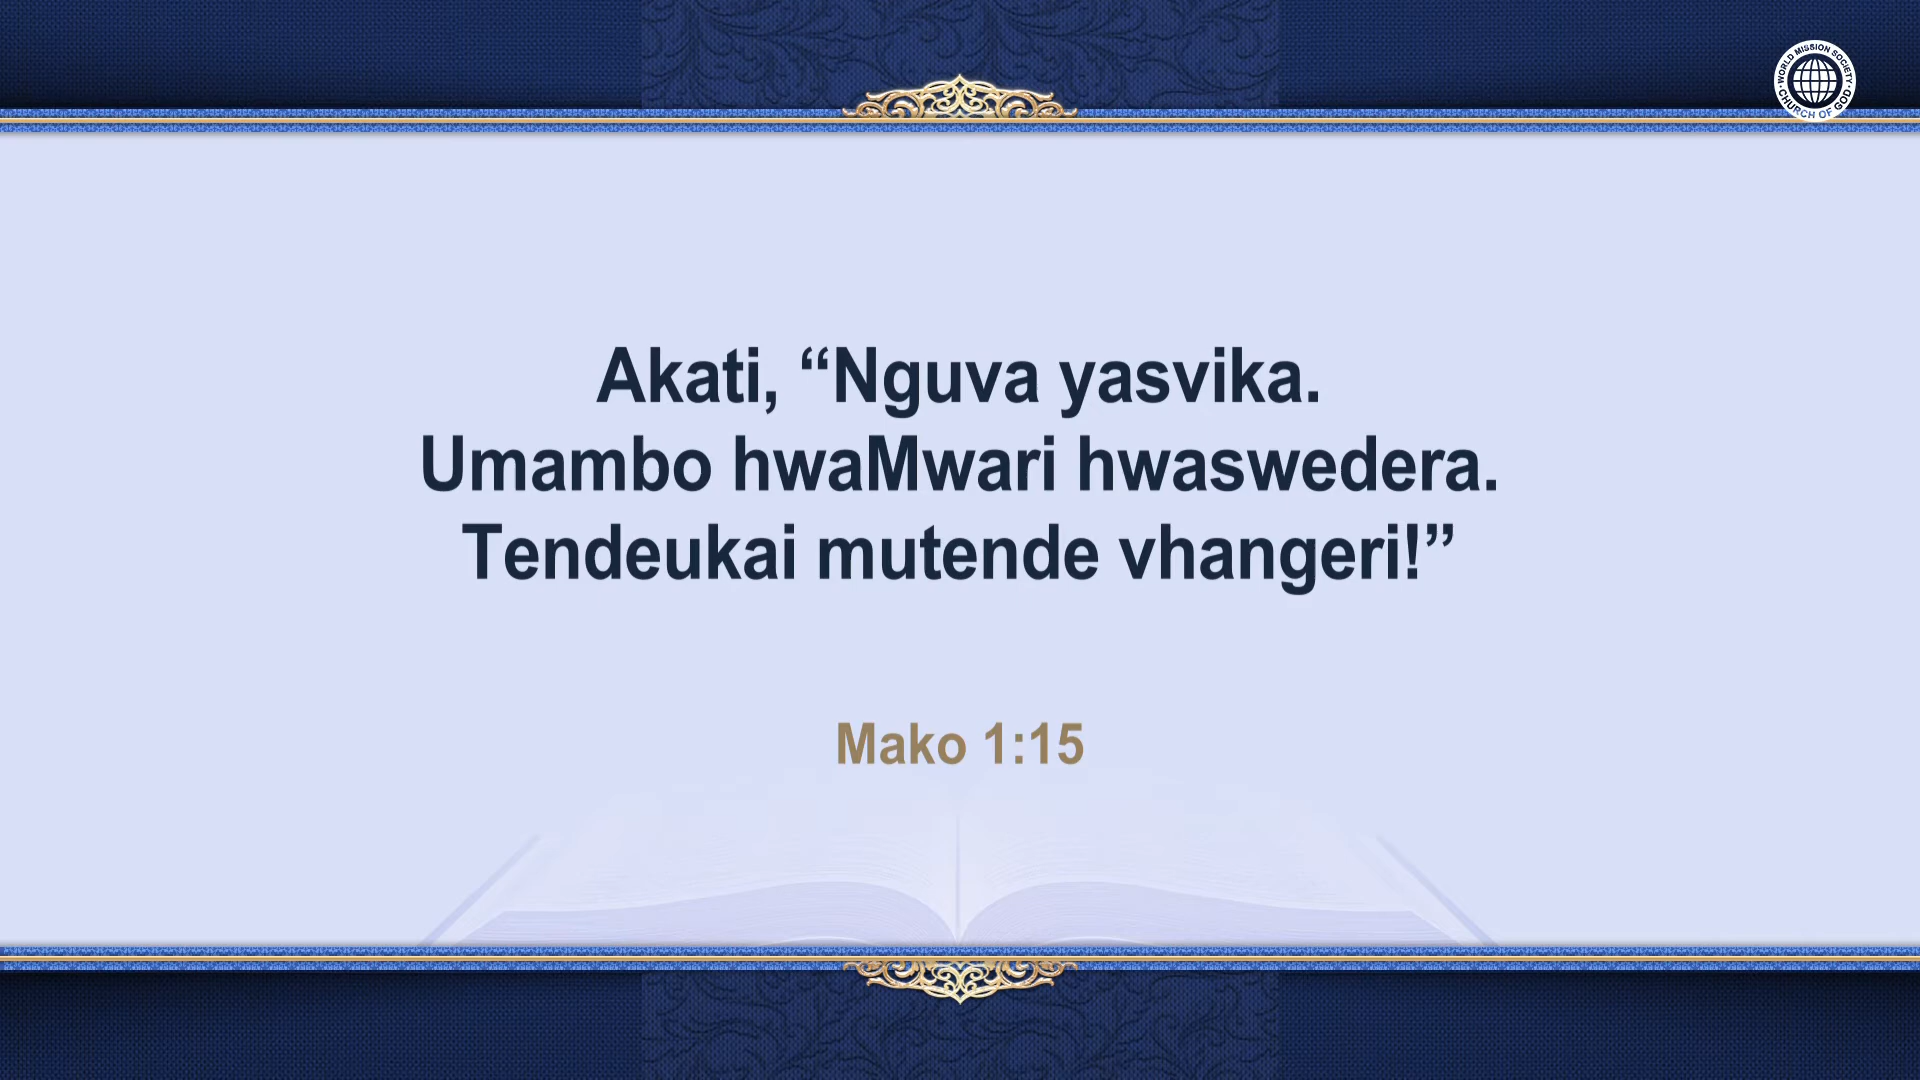 WORLD MISSION SOCIETY
CHURCH OF GOD
Akati, “Nguva yasvika.
Umambo hwaMwari hwaswedera.
Tendeukai mutende vhangeri!”
Mako 1:15